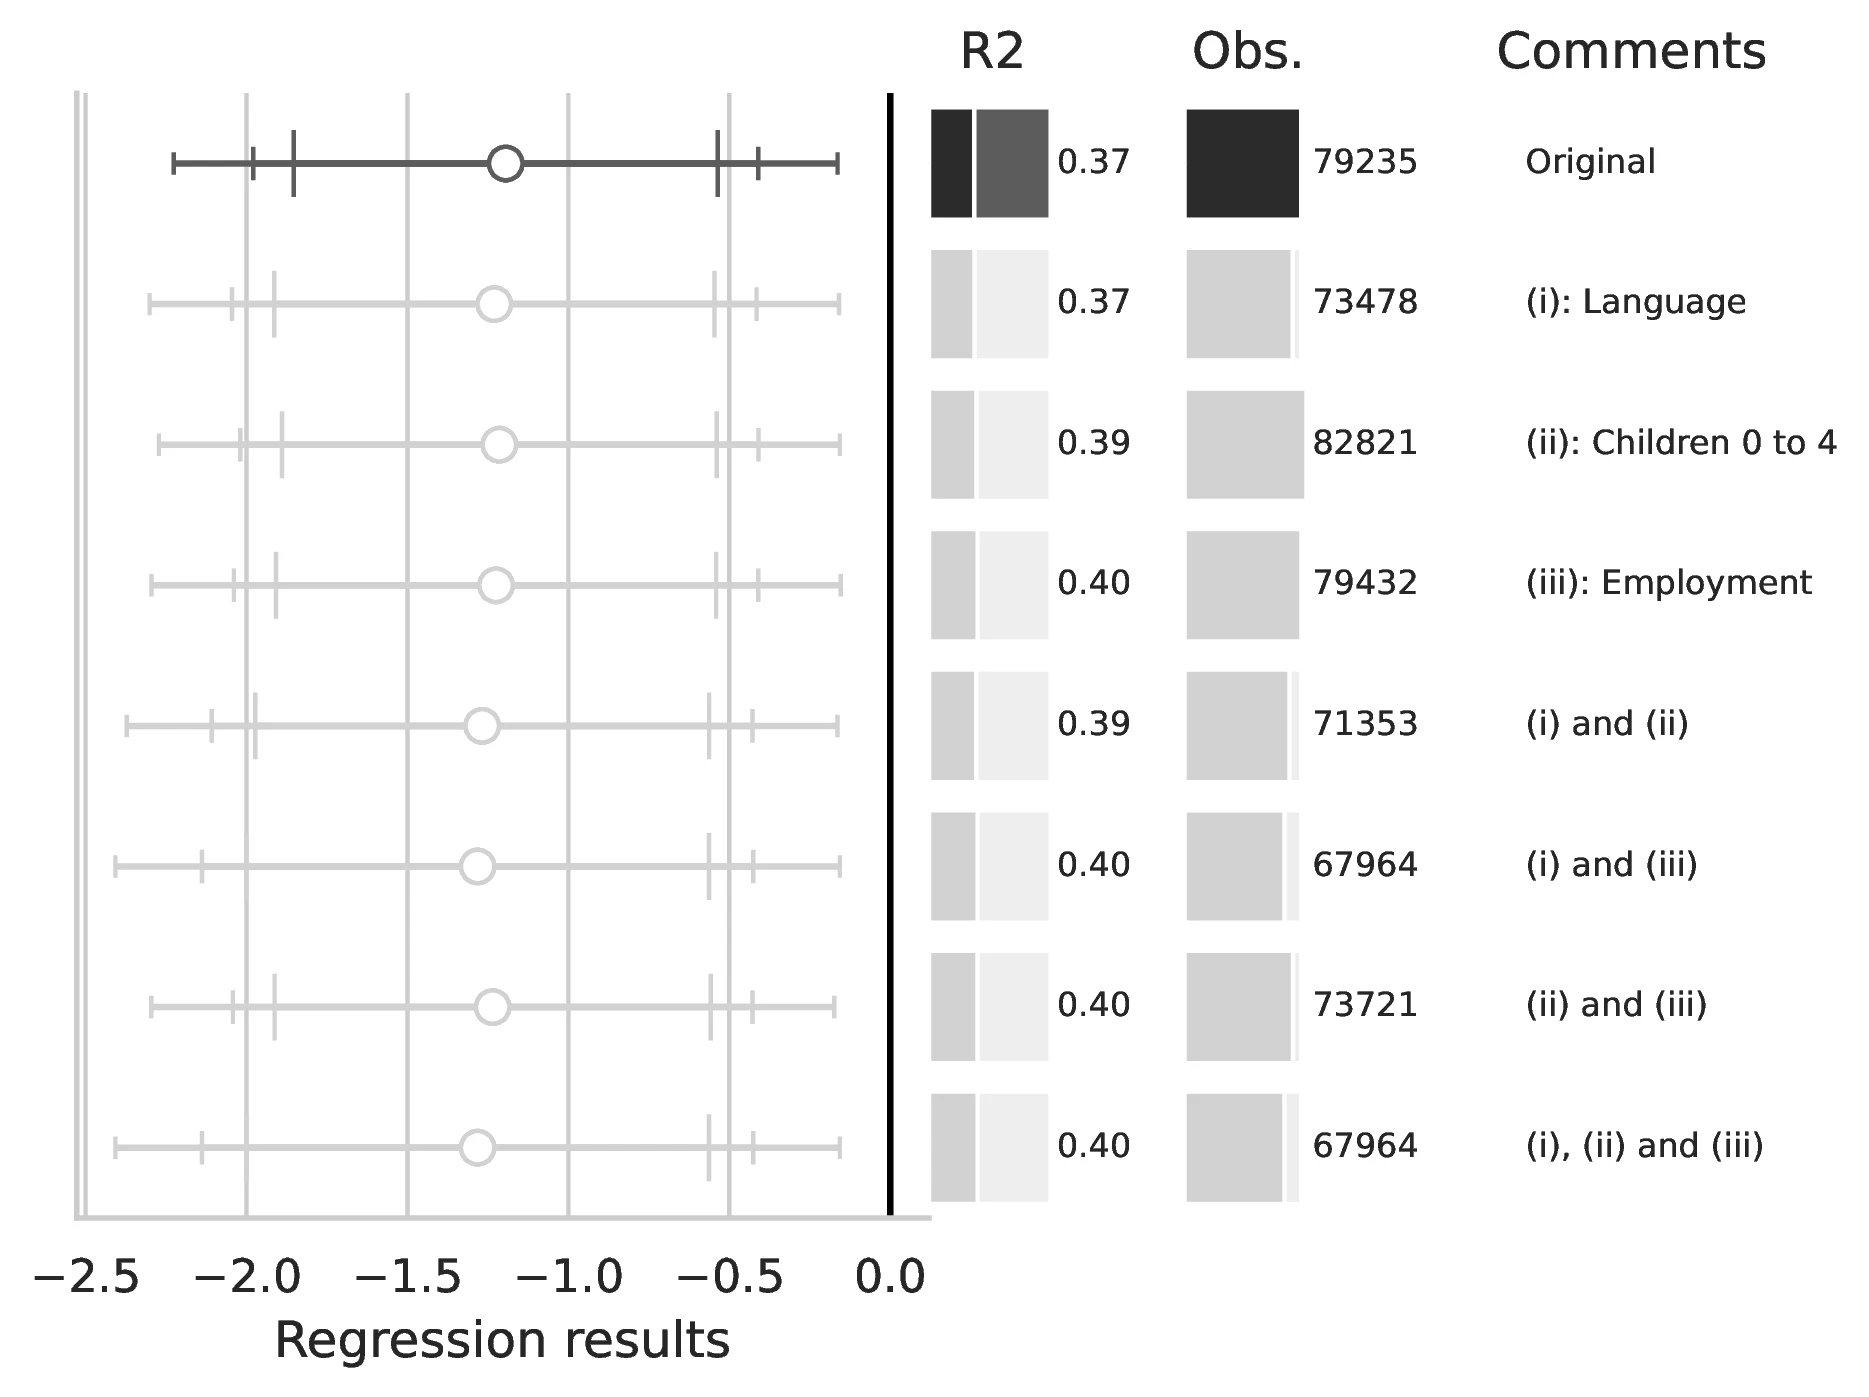 R2 Obs. Comments
0.37 79235 Original
0.37 73478 (i): Language
0.39 82821 (ii): Children 0 to 4
0.40 79432 (iii): Employment
0.39 71353 (i) and (ii)
0.40 67964 (i) and (iii)
0.40 73721 (ii) and (iii)
0.40 67964 (i), (ii) and (iii)
−2.5 −2.0 −1.5 −1.0 −0.5 0.0
Regression results